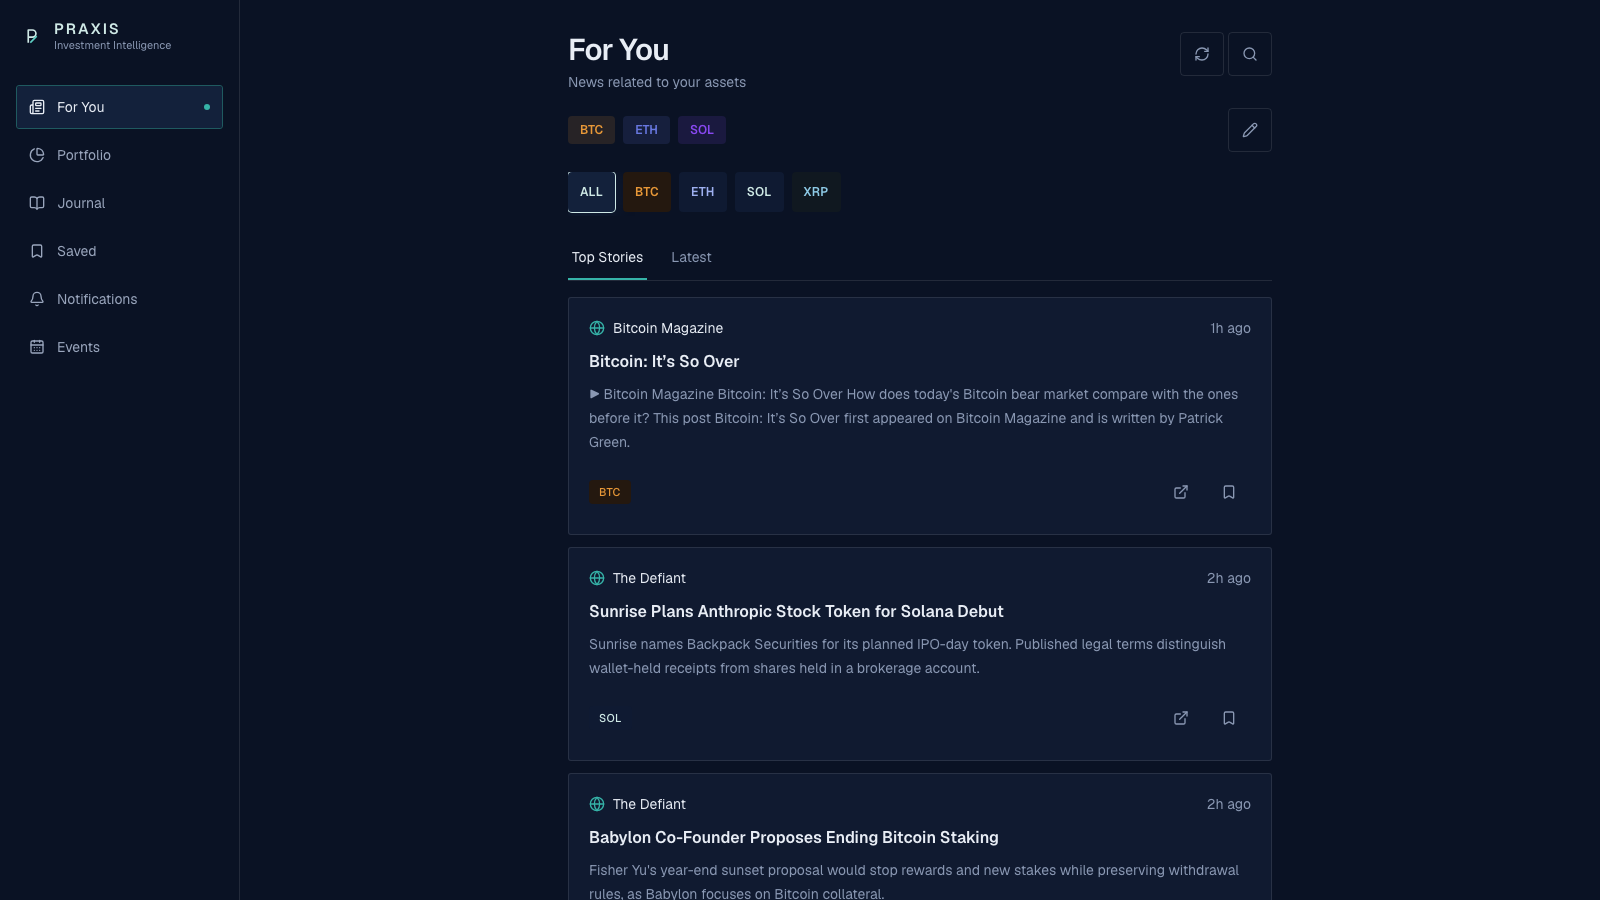 PRAXIS
Investment Intelligence
For You
Portfolio
Journal
Saved
Notifications
Events
For You
News related to your assets
BTC ETH SOL
ALL BTC ETH SOL XRP
Top Stories Latest
Bitcoin Magazine 1h ago
Bitcoin: It’s So Over
► Bitcoin Magazine Bitcoin: It’s So Over How does today’s Bitcoin bear market compare with the ones
before it? This post Bitcoin: It’s So Over first appeared on Bitcoin Magazine and is written by Patrick
Green.
BTC
The Defiant 2h ago
Sunrise Plans Anthropic Stock Token for Solana Debut
Sunrise names Backpack Securities for its planned IPO-day token. Published legal terms distinguish
wallet-held receipts from shares held in a brokerage account.
SOL
The Defiant 2h ago
Babylon Co-Founder Proposes Ending Bitcoin Staking
Fisher Yu's year-end sunset proposal would stop rewards and new stakes while preserving withdrawal
rules, as Babylon focuses on Bitcoin collateral.